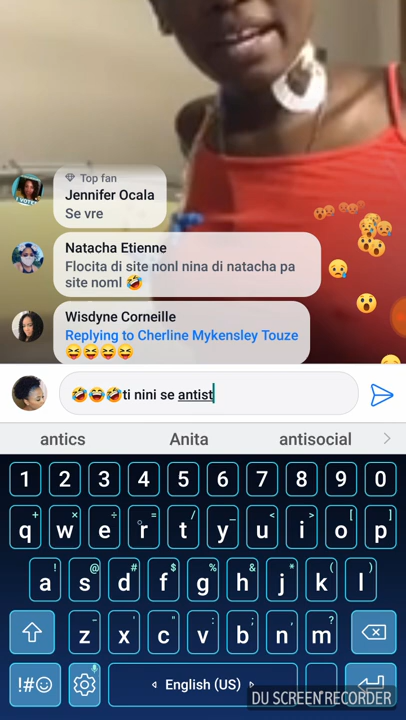 Top fan
Jennifer Ocala
Se vre
Natacha Etienne
Flocita di site nonl nina di natacha pa
site noml 🤣
Wisdyne Corneille
Replying to Cherline Mykensley Touze
😝😝😝😝
🤣😂🤣ti nini se antist
antics Anita antisocial
1 2 3 4 5 6 7 8 9 0
q w e r t y u i o p
a s d f g h j k l
z x c v b n m
!#☺ English (US)
DU SCREEN RECORDER